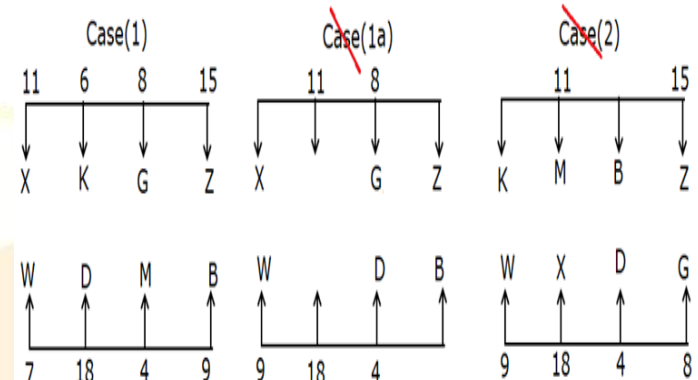 Case(1) Case(1a) Case(2)
11 6 8 15 11 8 11 15
X K G Z X G Z K M B Z
W D M B W D B W X D G
7 18 4 9 9 18 4 9 18 4 8